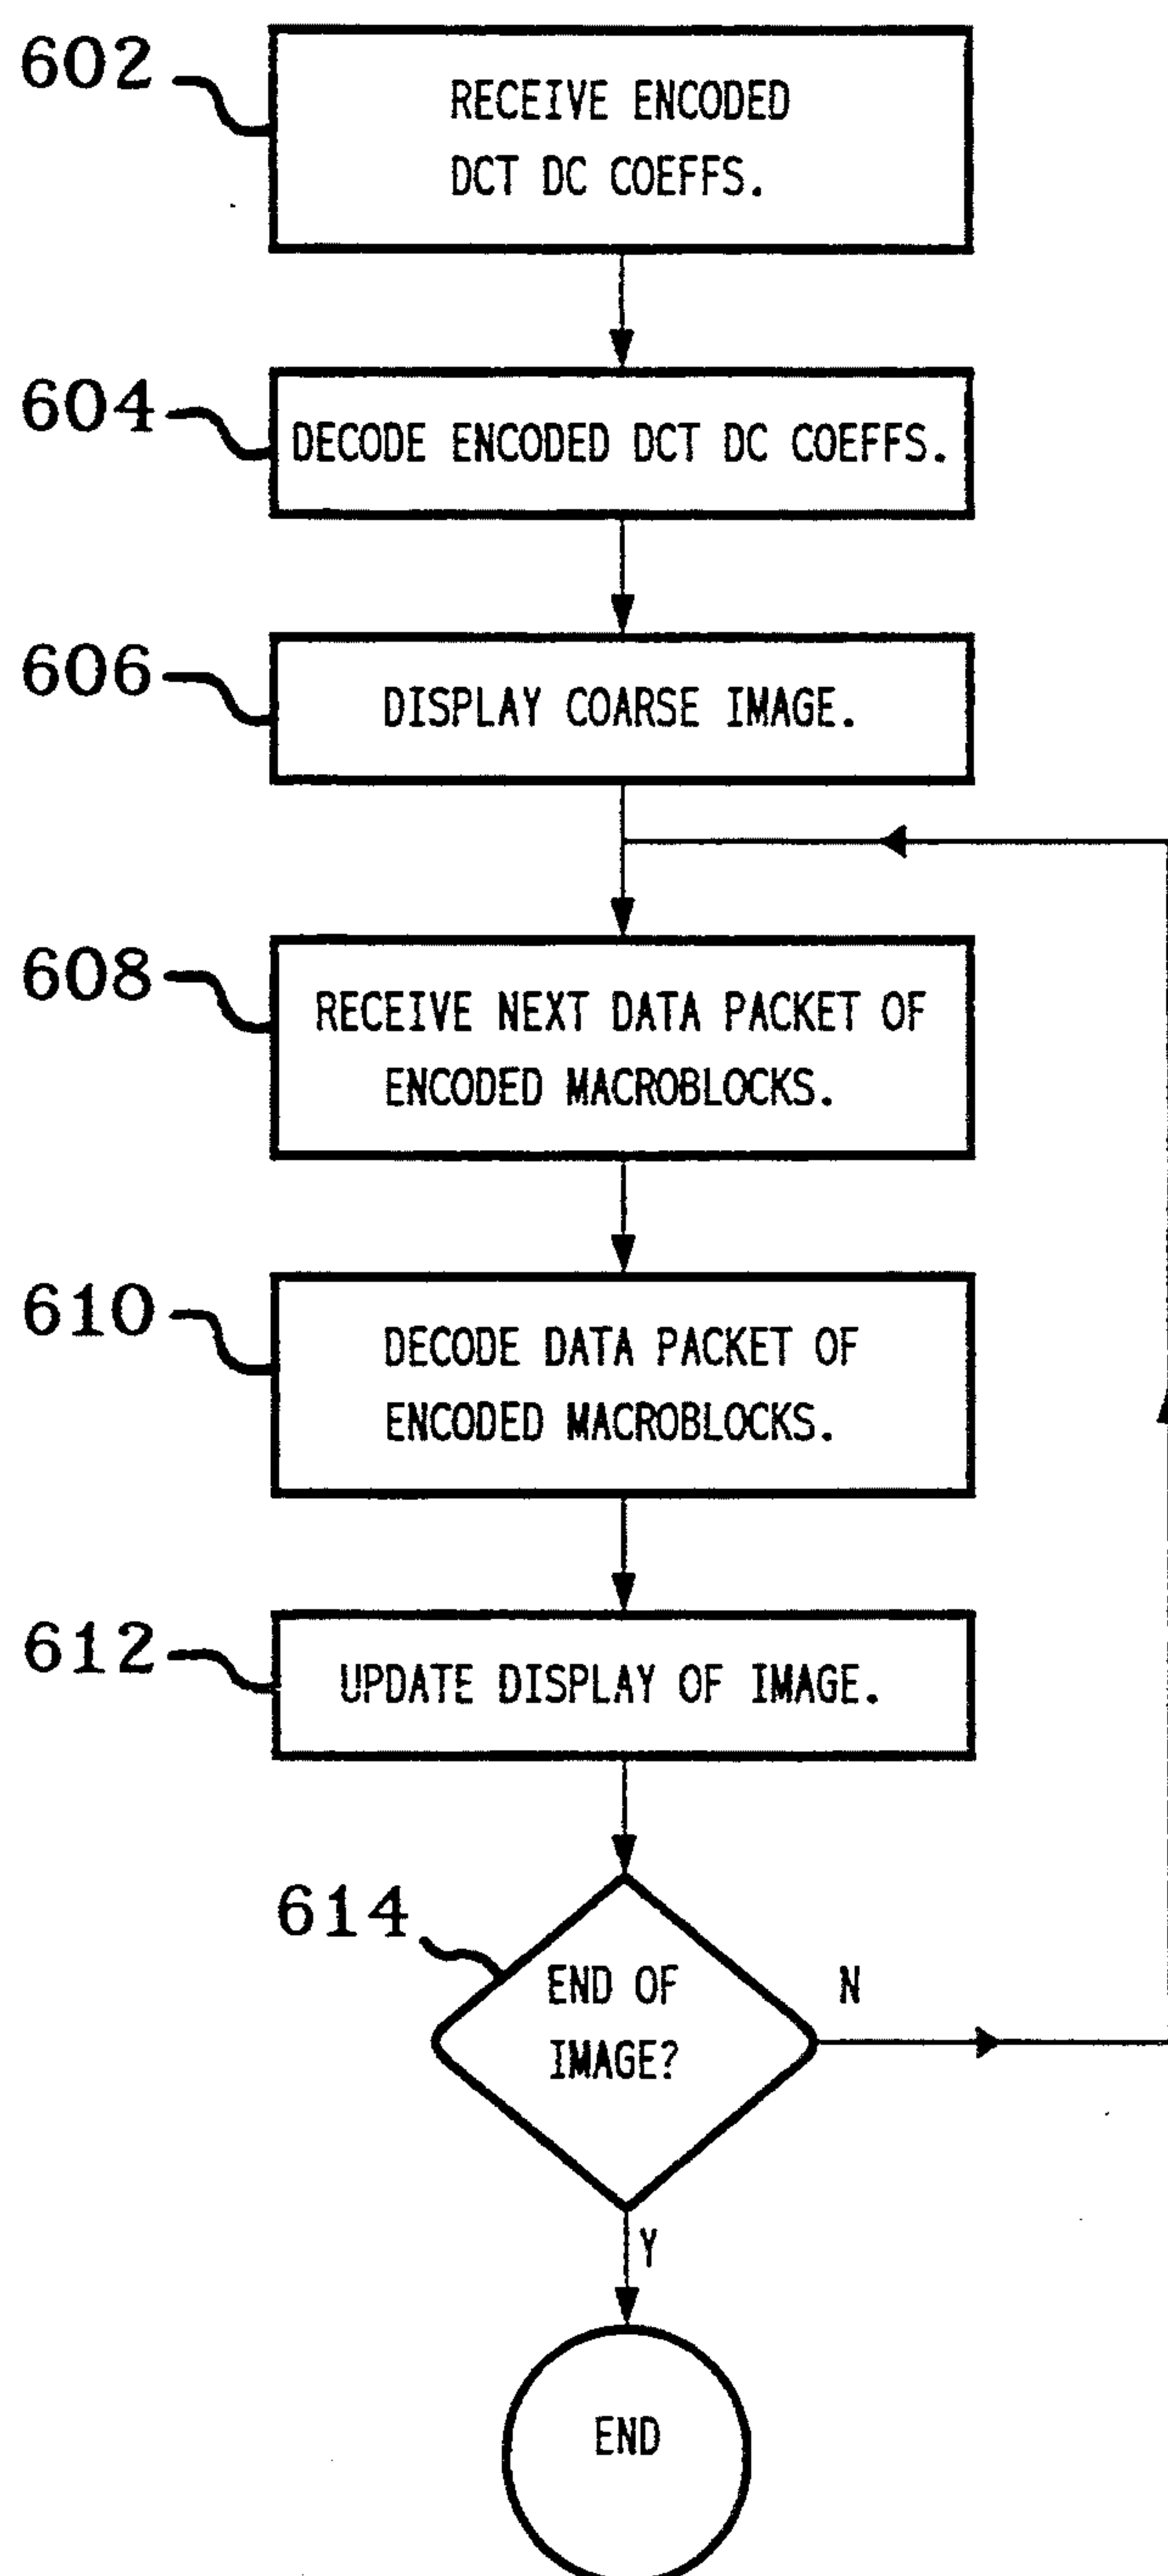 602
RECEIVE ENCODED
DCT DC COEFFS.
604
DECODE ENCODED DCT DC COEFFS.
606
DISPLAY COARSE IMAGE.
608
RECEIVE NEXT DATA PACKET OF
ENCODED MACROBLOCKS.
610
DECODE DATA PACKET OF
ENCODED MACROBLOCKS.
612
UPDATE DISPLAY OF IMAGE.
614
END OF
IMAGE?
N
Y
END